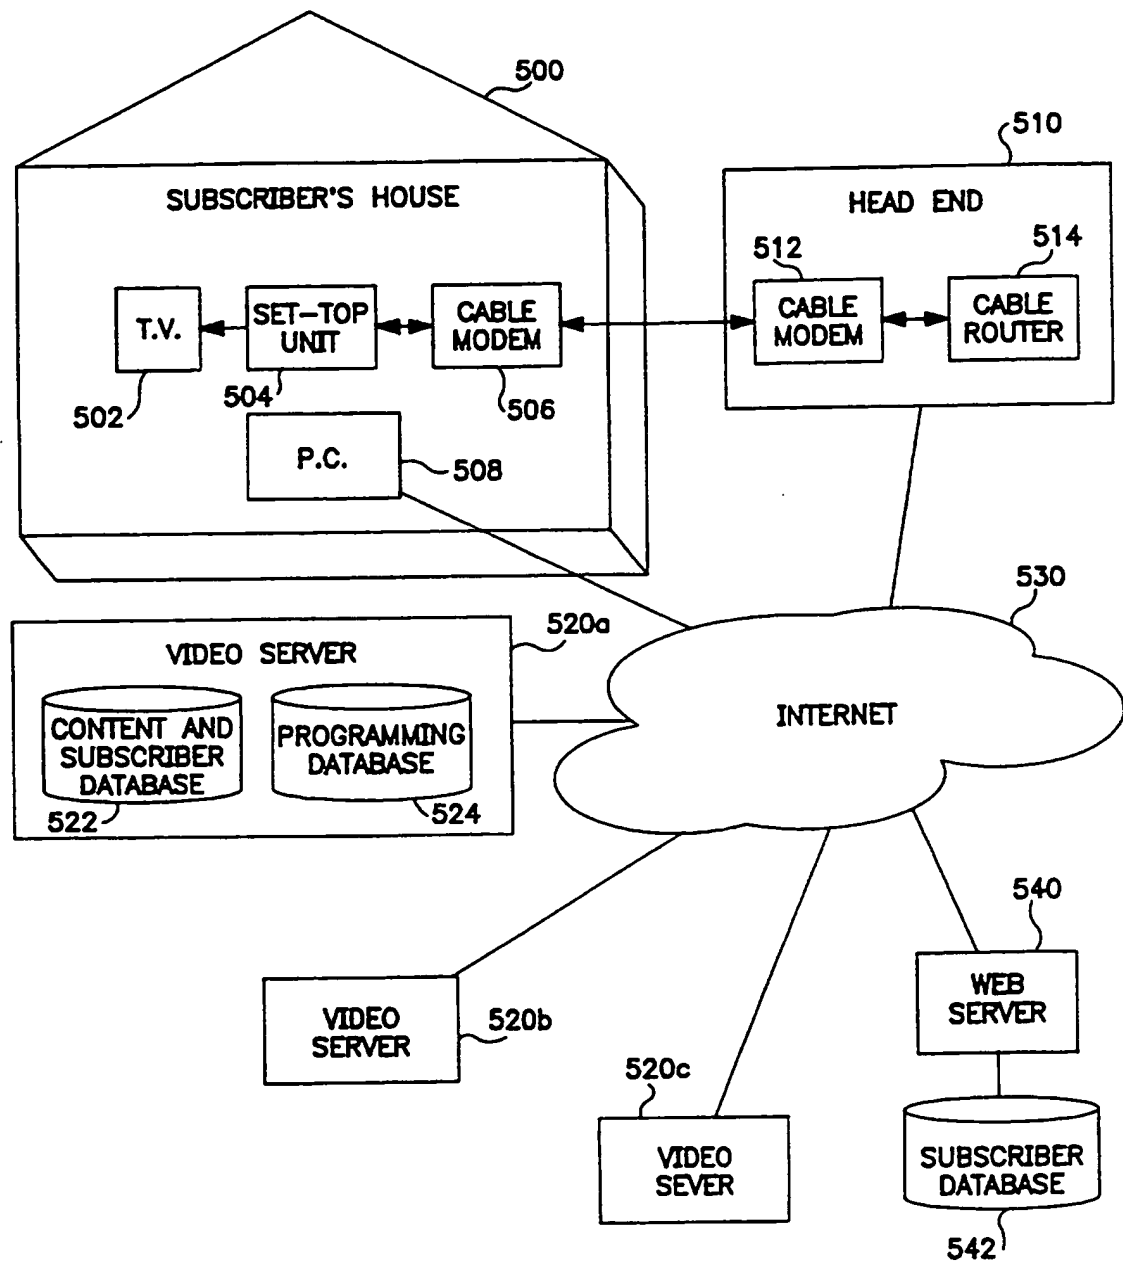 500
510
SUBSCRIBER'S HOUSE
HEAD END
512
514
T.V.
SET-TOP
UNIT
CABLE
MODEM
CABLE
MODEM
CABLE
ROUTER
502
504
506
P.C.
508
530
520a
VIDEO SERVER
CONTENT AND
SUBSCRIBER
DATABASE
PROGRAMMING
DATABASE
522
524
INTERNET
540
VIDEO
SERVER
520b
WEB
SERVER
520c
VIDEO
SEVER
SUBSCRIBER
DATABASE
542